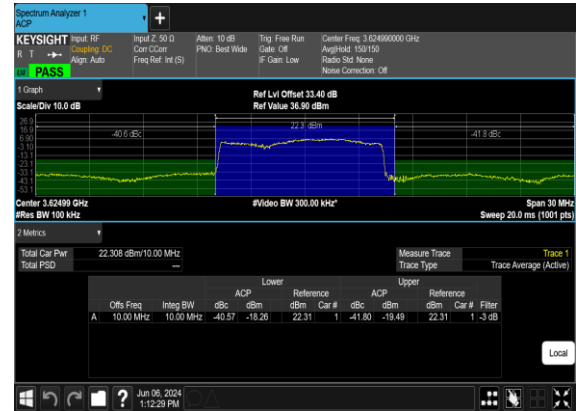 Spectrum Analyzer 1
ACP
KEYSIGHT
R T
LXI PASS
Input: RF
Coupling: DC
Align: Auto
Input Z: 50 Ω
Corr CCorr
Freq Ref: Int (S)
Atten: 10 dB
PNO: Best Wide
Trig: Free Run
Gate: Off
IF Gain: Low
Center Freq: 3.624990000 GHz
Avg|Hold: 150/150
Radio Std: None
Noise Correction: Off
1 Graph
Scale/Div 10.0 dB
Ref Lvl Offset 33.40 dB
Ref Value 36.90 dBm
26.9
16.9
6.90
-3.10
-13.1
-23.1
-33.1
-43.1
-53.1
-40.6 dBc
22.3 dBm
-41.8 dBc
Center 3.62499 GHz
#Res BW 100 kHz
#Video BW 300.00 kHz*
Span 30 MHz
Sweep 20.0 ms (1001 pts)
2 Metrics
Total Car Pwr 22.308 dBm/10.00 MHz
Total PSD ---
Measure Trace Trace 1
Trace Type Trace Average (Active)
Lower Upper
ACP Reference ACP Reference
Offs Freq Integ BW dBc dBm dBm Car # dBc dBm dBm Car # Filter
A 10.00 MHz 10.00 MHz -40.57 -18.26 22.31 1 -41.80 -19.49 22.31 1 -3 dB
Local
?
Jun 06, 2024
1:12:29 PM